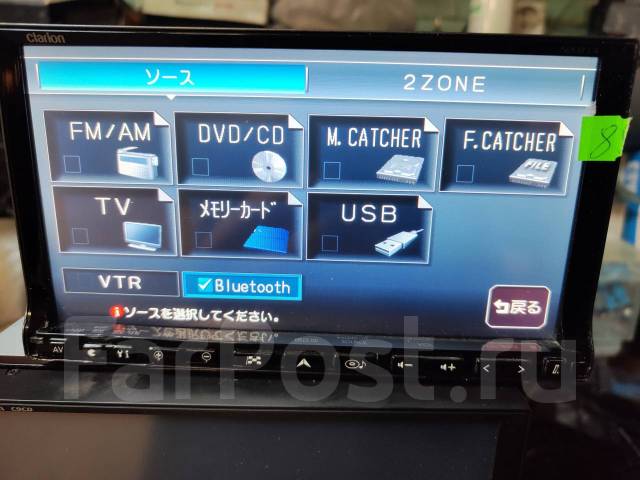 clarion
ソース 2ZONE
FM/AM DVD/CD M.CATCHER F.CATCHER
8
FILE
TV メモリーカード USB
VTR Bluetooth
ソースを選択してください。
戻る
AV
FarPost.ru